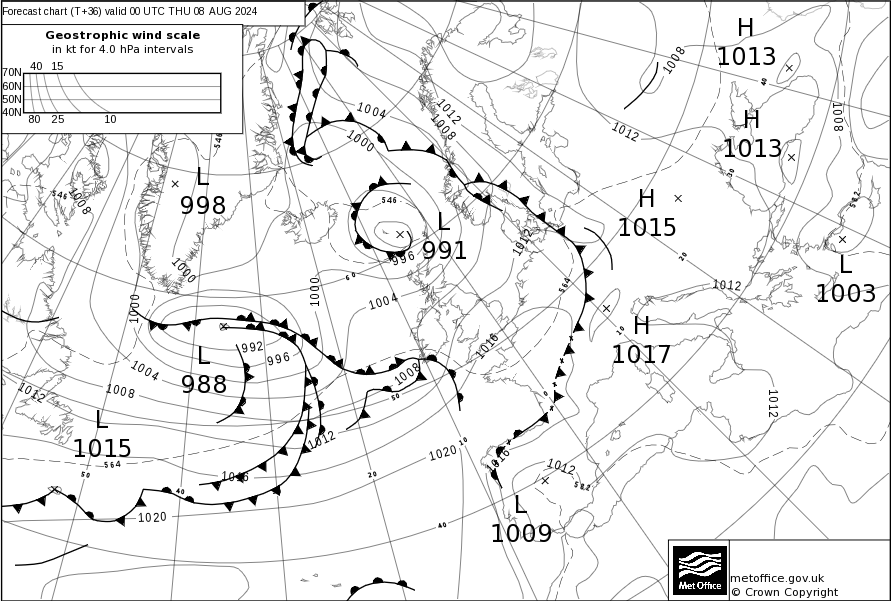 Forecast chart (T+36) valid 00 UTC THU 08 AUG 2024
Geostrophic wind scale
in kt for 4.0 hPa intervals
40 15
70N
60N
50N
40N
80 25 10
H
1013
1008
40
1004
1012
1008
1000
1012
H
1013
1008
546
546
1008
L
998
546
H
1015
30
582
L
991
996
1012
20
L
1003
1000
60
564
1012
1000
1004
10
H
1017
992
996
L
988
1016
1004
1008
1008
1012
50
0
1012
L
1015
1012
10
1020
564
50
1016
20
1016
1012
582
40
1020
40
L
1009
Met Office
metoffice.gov.uk
© Crown Copyright